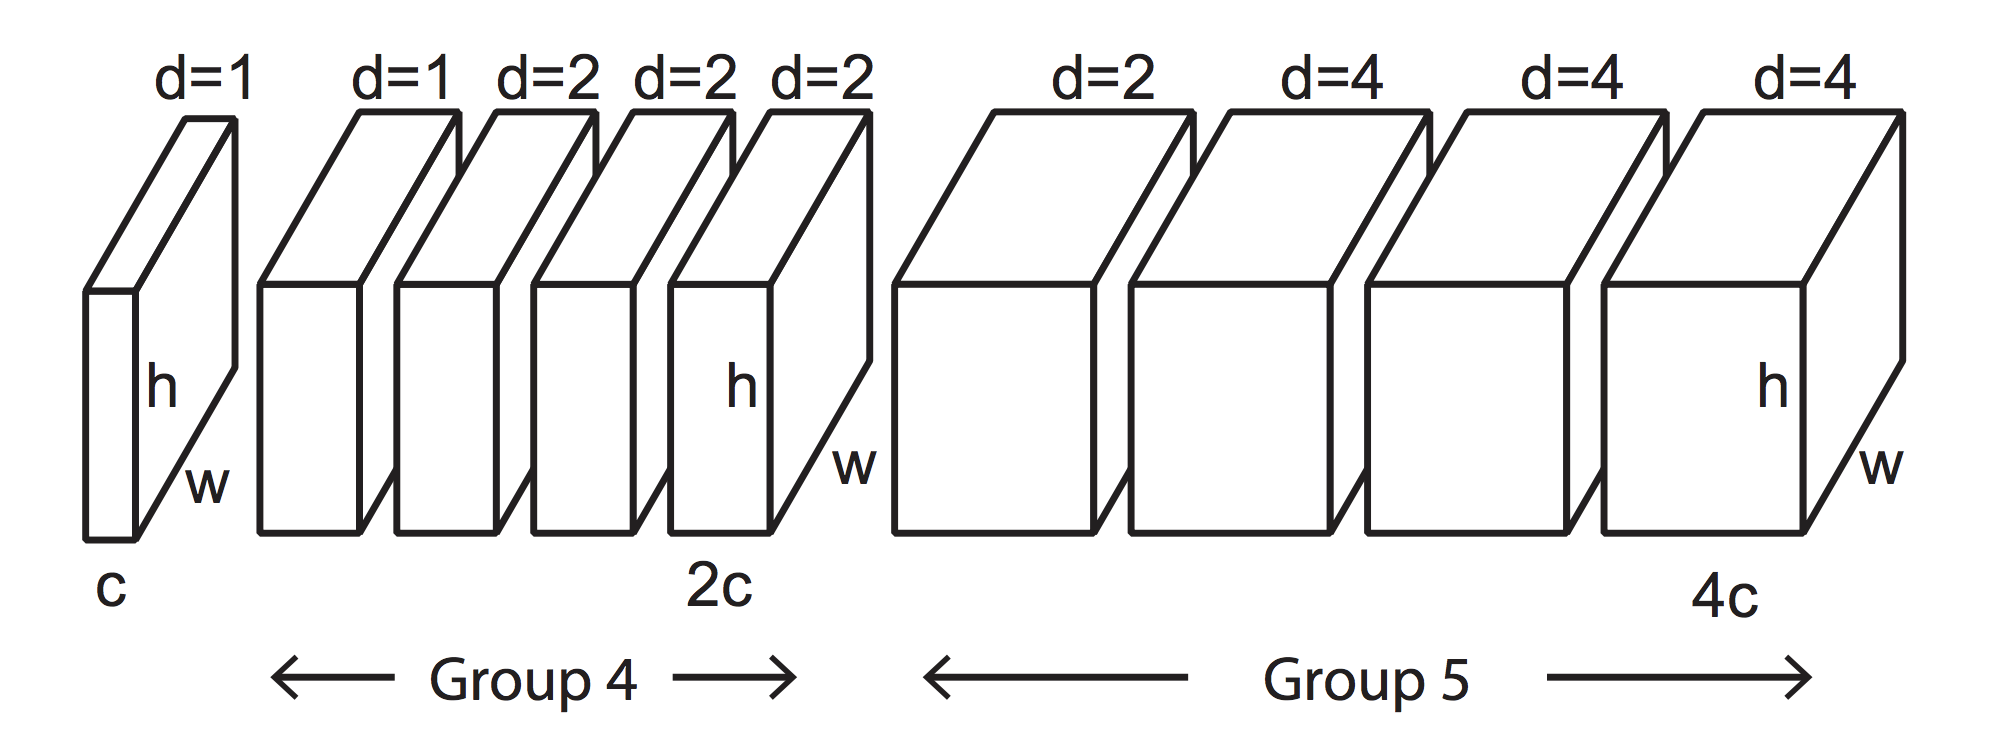 d=1 d=1 d=2 d=2 d=2 d=2 d=4 d=4 d=4
h h h
w w w
c 2c 4c
Group 4 Group 5